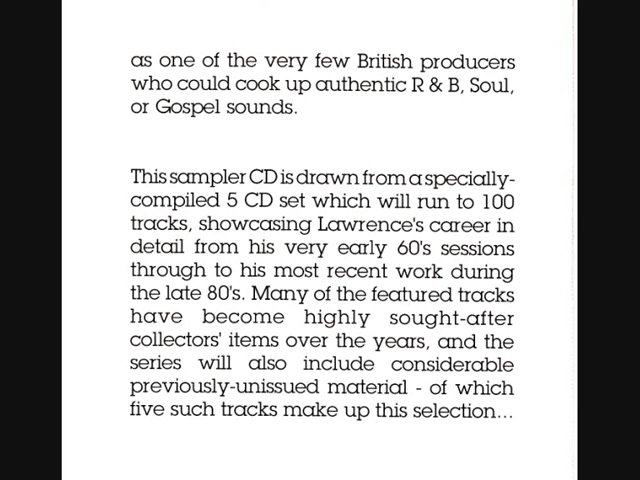 as one of the very few British producers
who could cook up authentic R & B, Soul,
or Gospel sounds.
This sampler CD is drawn from a specially-
compiled 5 CD set which will run to 100
tracks, showcasing Lawrence's career in
detail from his very early 60's sessions
through to his most recent work during
the late 80's. Many of the featured tracks
have become highly sought-after
collectors' items over the years, and the
series will also include considerable
previously-unissued material - of which
five such tracks make up this selection...